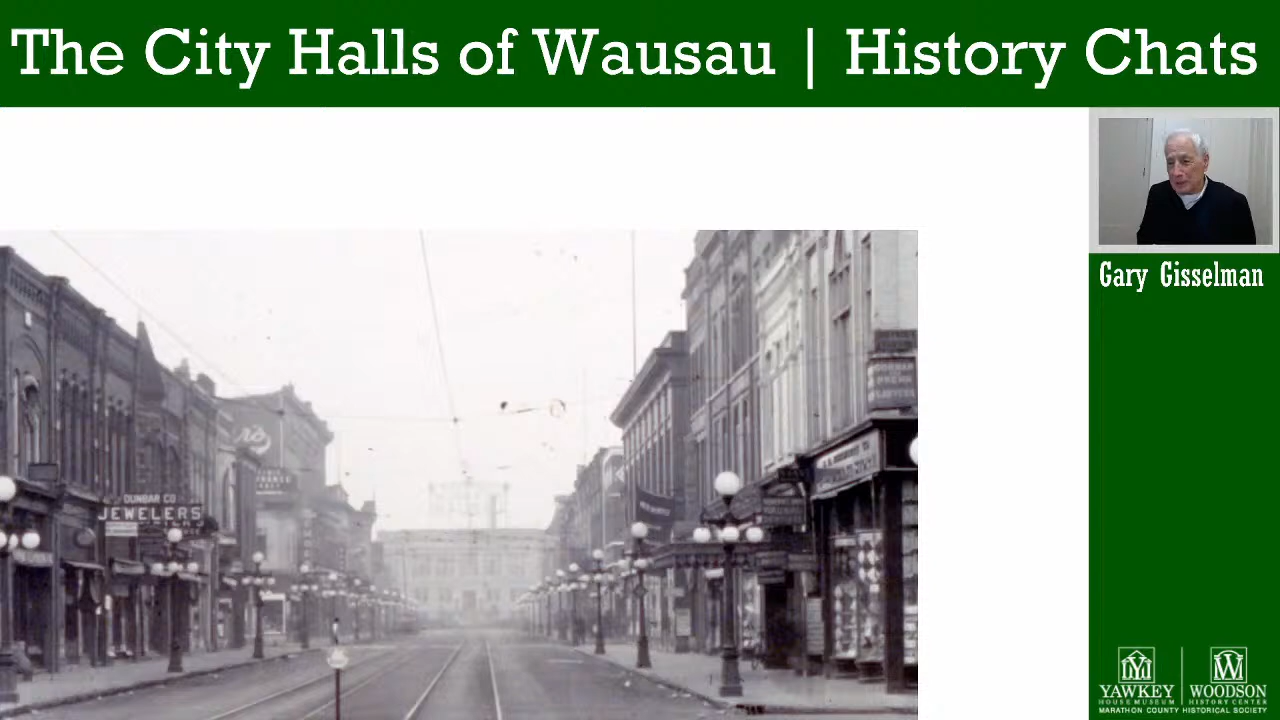 The City Halls of Wausau | History Chats
Gary Gisselman
DUNBAR CO
JEWELERS
YAWKEY
HOUSE MUSEUM
WOODSON
HISTORY CENTER
MARATHON COUNTY HISTORICAL SOCIETY